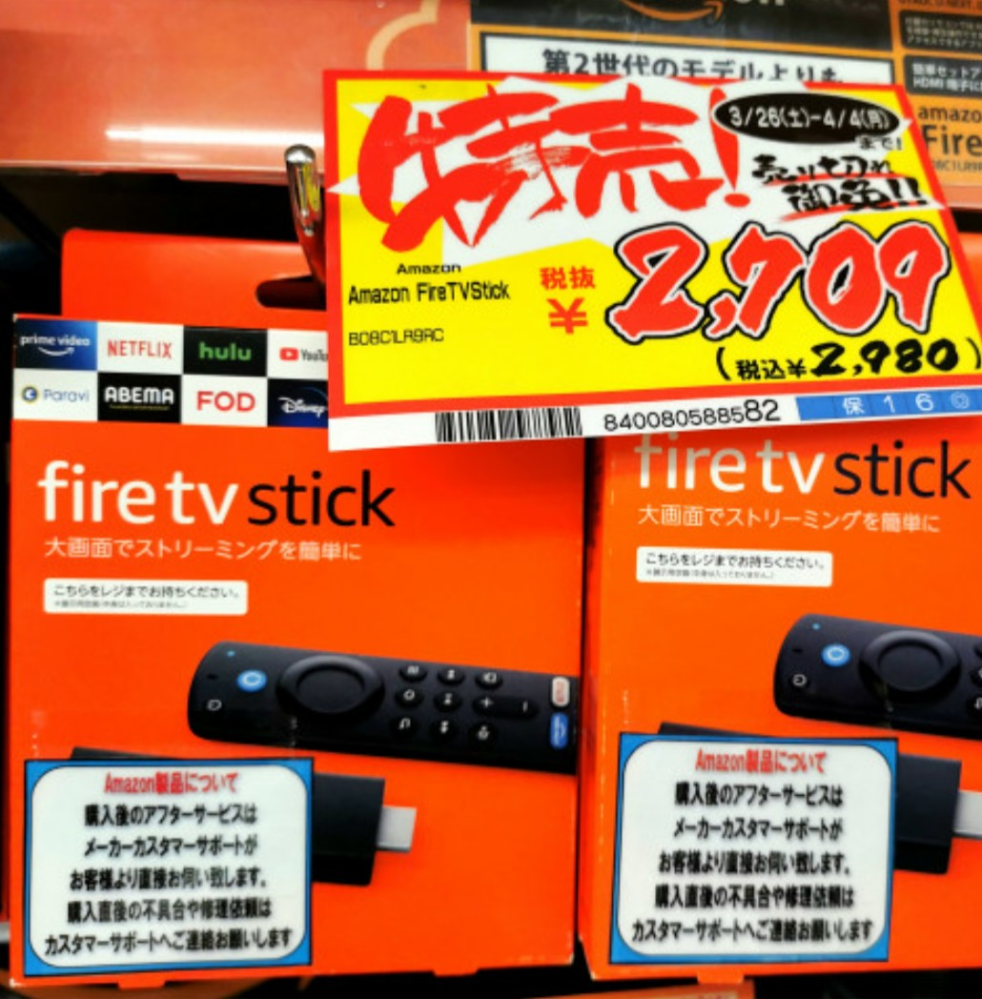 第2世代のモデルよりも
amazo
Fire
特売！
3/26(土)-4/4(月)
まで！
売り切れ
御免!!
Amazon
Amazon FireTVStick
B08C1LR9RC
税抜
¥
2,709
(税込¥2,980)
84008058858​82
保16◎
prime video
NETFLIX
hulu
YouTu
Paravi
ABEMA
FOD
Disney
fire tv stick
大画面でストリーミングを簡単に
こちらをレジまでお持ちください。
Amazon製品について
購入後のアフターサービスは
メーカーカスタマーサポートが
お客様より直接お伺い致します。
購入直後の不具合や修理依頼は
カスタマーサポートへご連絡お願いします
fire tv stick
大画面でストリーミングを簡単に
こちらをレジまでお持ちください。
Amazon製品について
購入後のアフターサービスは
メーカーカスタマーサポートが
お客様より直接お伺い致します。
購入直後の不具合や修理依頼は
カスタマーサポートへご連絡お願いします